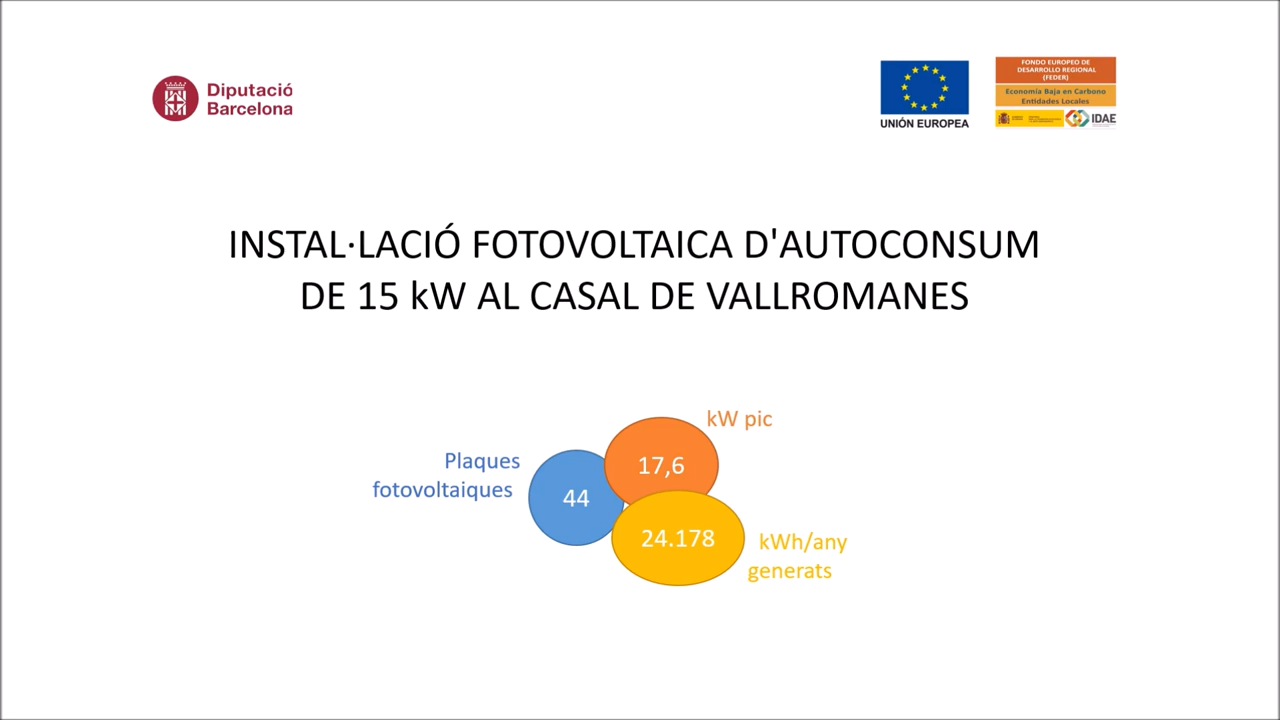 Diputació
Barcelona
UNIÓN EUROPEA
FONDO EUROPEO DE
DESARROLLO REGIONAL
(FEDER)
Economía Baja en Carbono
Entidades Locales
IDAE
INSTAL·LACIÓ FOTOVOLTAICA D'AUTOCONSUM
DE 15 kW AL CASAL DE VALLROMANES
kW pic
17,6
Plaques
fotovoltaiques
44
24.178
kWh/any
generats